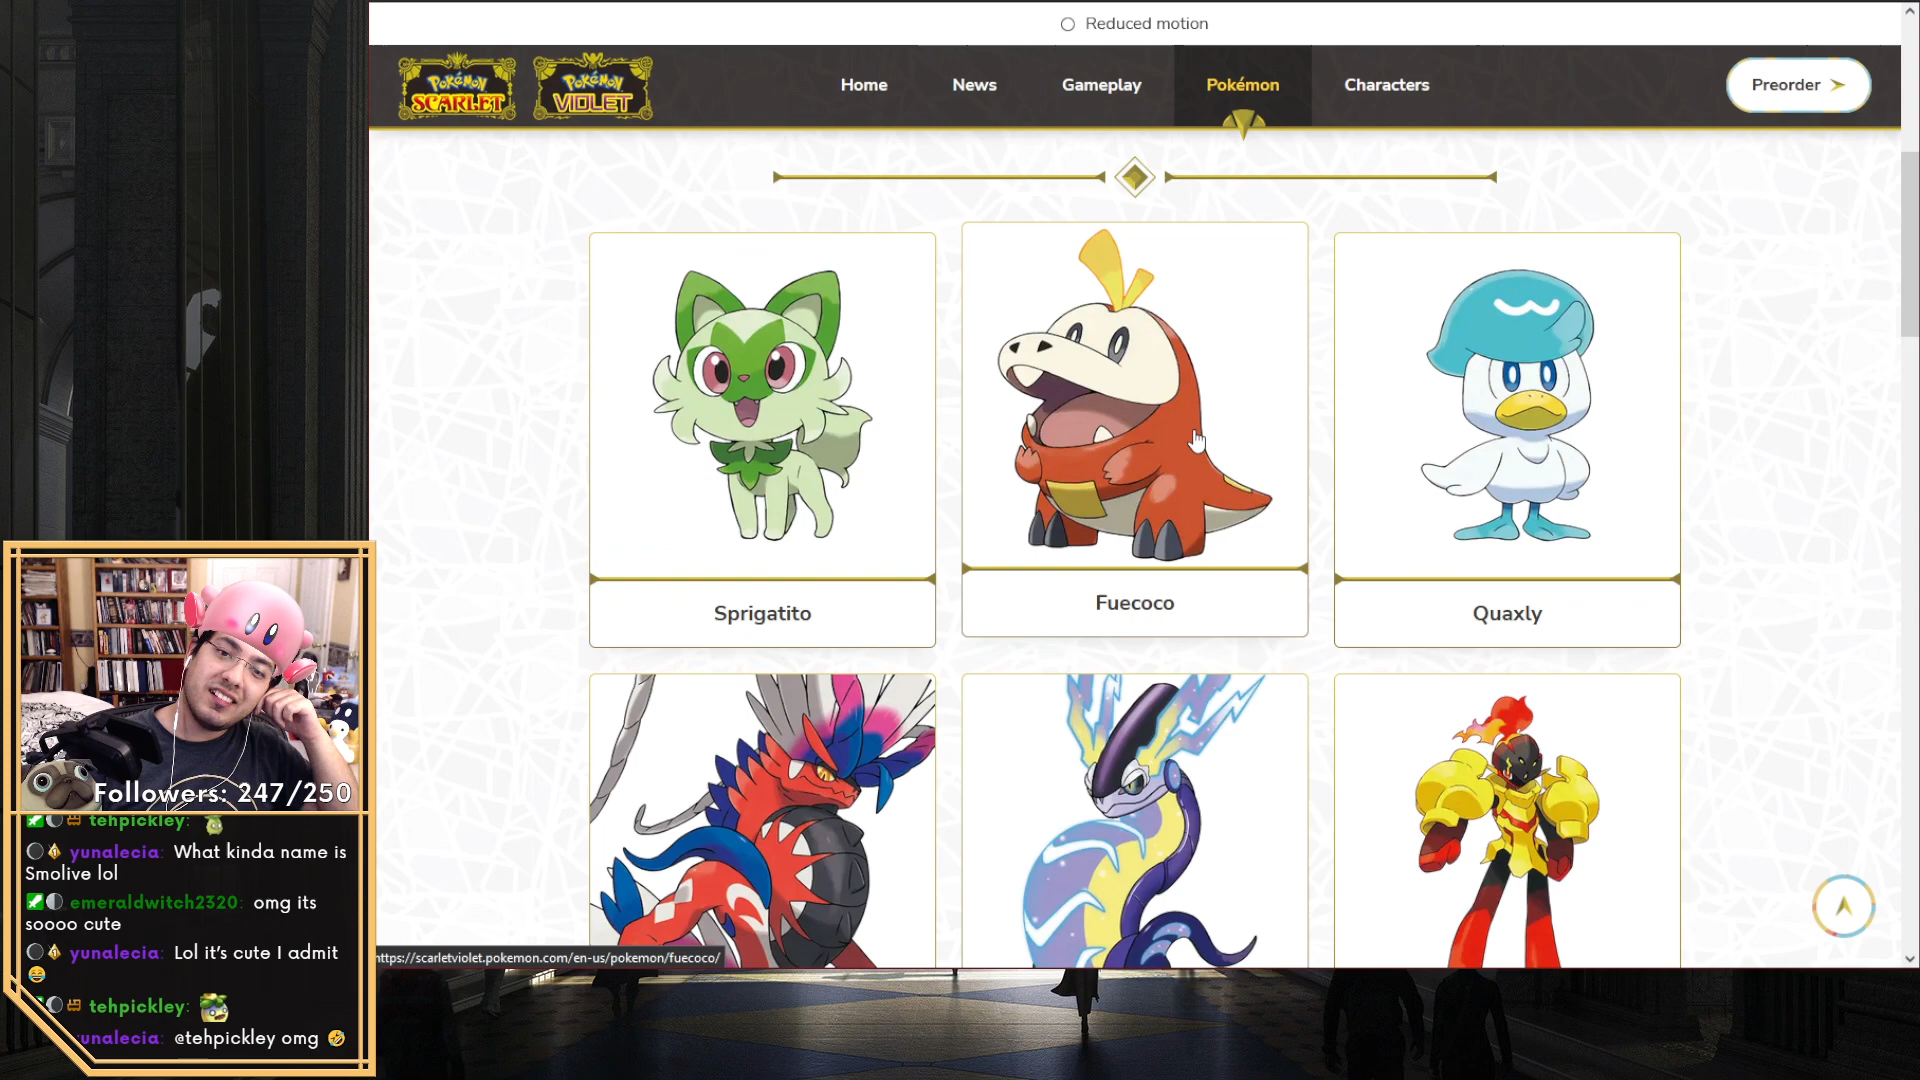 Reduced motion
Pokémon
SCARLET
Pokémon
VIOLET
Home
News
Gameplay
Pokémon
Characters
Preorder
Sprigatito
Fuecoco
Quaxly
Followers: 247/250
tehpickley:
yunalecia: What kinda name is
Smolive lol
emeraldwitch2320: omg its
soooo cute
yunalecia: Lol it’s cute I admit
😂
tehpickley:
yunalecia: @tehpickley omg 🤣
https://scarletviolet.pokemon.com/en-us/pokemon/fuecoco/